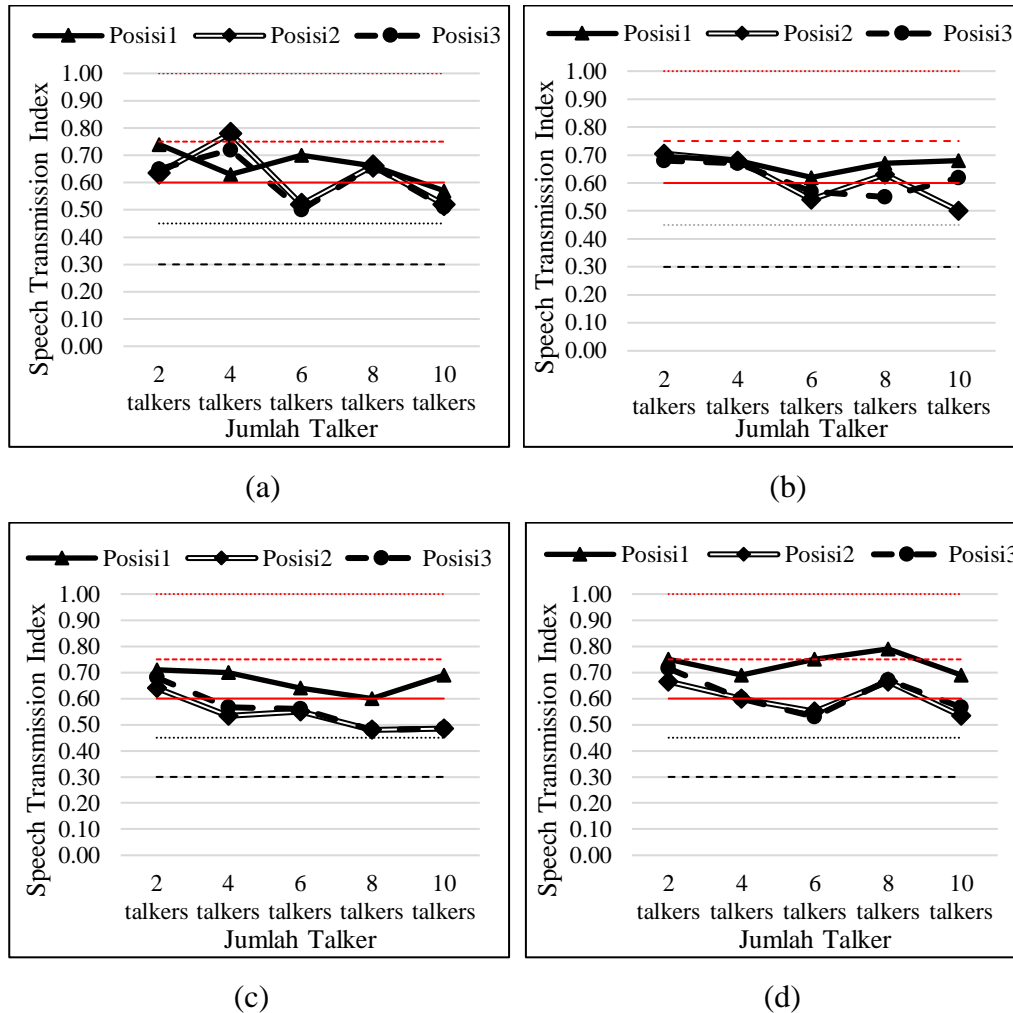 Posisi1 Posisi2 Posisi3
Speech Transmission Index
1.00
0.90
0.80
0.70
0.60
0.50
0.40
0.30
0.20
0.10
0.00
2 4 6 8 10
talkers talkers talkers talkers talkers
Jumlah Talker
(a)
Posisi1 Posisi2 Posisi3
Speech Transmission Index
1.00
0.90
0.80
0.70
0.60
0.50
0.40
0.30
0.20
0.10
0.00
2 4 6 8 10
talkers talkers talkers talkers talkers
Jumlah Talker
(b)
Posisi1 Posisi2 Posisi3
Speech Transmission Index
1.00
0.90
0.80
0.70
0.60
0.50
0.40
0.30
0.20
0.10
0.00
2 4 6 8 10
talkers talkers talkers talkers talkers
Jumlah Talker
(c)
Posisi1 Posisi2 Posisi3
Speech Transmission Index
1.00
0.90
0.80
0.70
0.60
0.50
0.40
0.30
0.20
0.10
0.00
2 4 6 8 10
talkers talkers talkers talkers talkers
Jumlah Talker
(d)